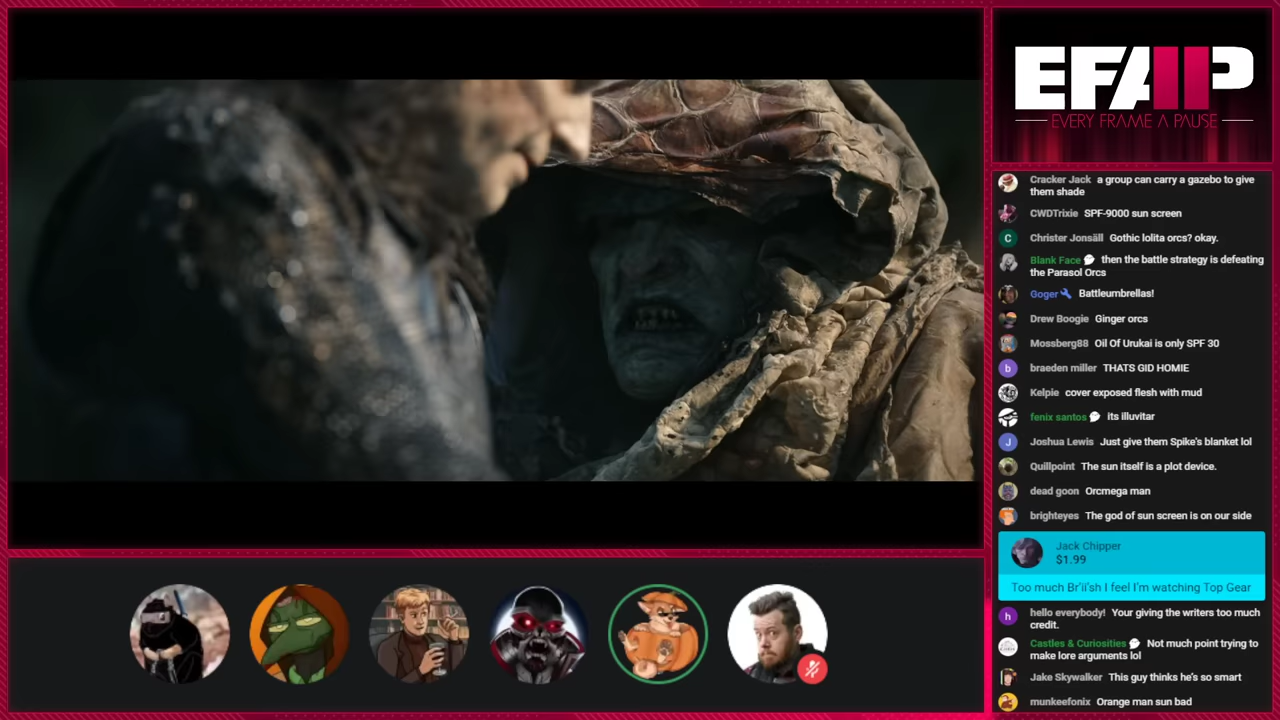 EFAP
EVERY FRAME A PAUSE
Cracker Jack a group can carry a gazebo to give
them shade
CWDTrixie SPF-9000 sun screen
C
Christer Jonsäll Gothic lolita orcs? okay.
Blank Face then the battle strategy is defeating
the Parasol Orcs
Goger Battleumbrellas!
Drew Boogie Ginger orcs
Mossberg88 Oil Of Urukai is only SPF 30
b
braeden miller THATS GID HOMIE
Kelpie cover exposed flesh with mud
fenix santos its illuvitar
J
Joshua Lewis Just give them Spike's blanket lol
Quillpoint The sun itself is a plot device.
dead goon Orcmega man
brighteyes The god of sun screen is on our side
Jack Chipper
$1.99
Too much Br'ii'sh I feel I'm watching Top Gear
h
hello everybody! Your giving the writers too much
credit.
Castles & Curiosities Not much point trying to
make lore arguments lol
Jake Skywalker This guy thinks he's so smart
munkeefonix Orange man sun bad